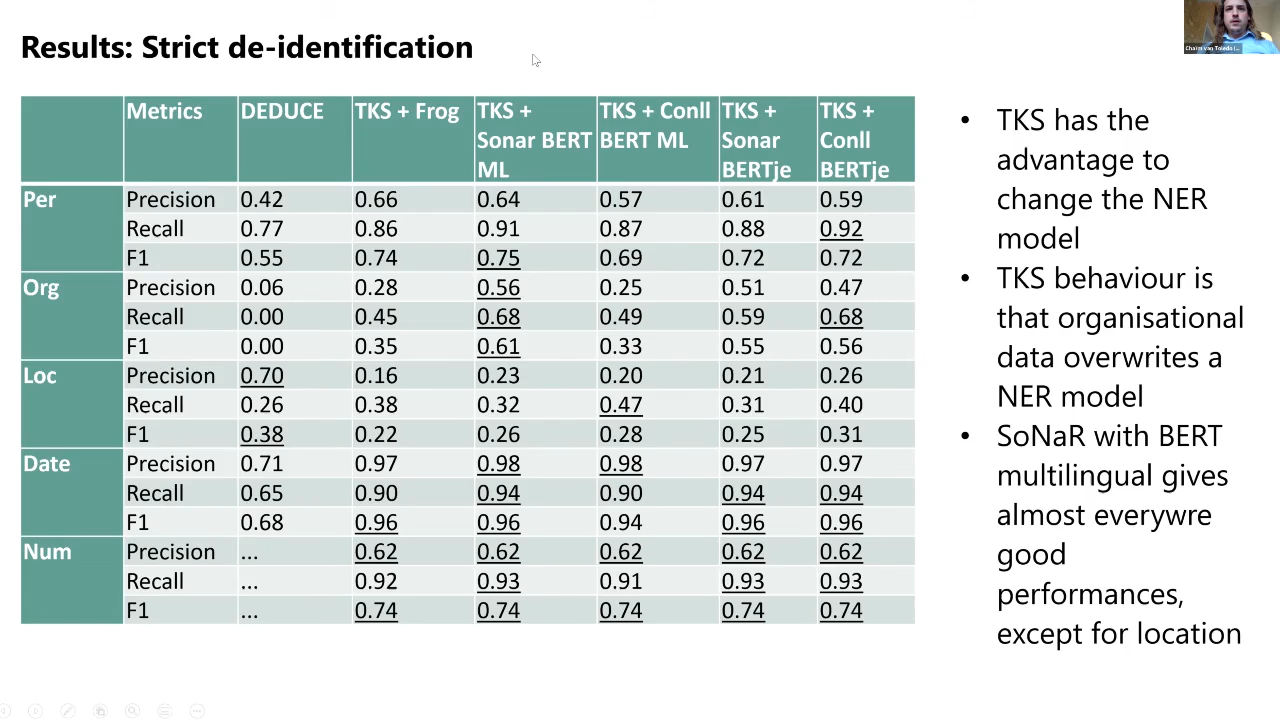 Results: Strict de-identification
Metrics DEDUCE TKS + Frog TKS + Sonar BERT ML TKS + Conll BERT ML TKS + Sonar BERTje TKS + Conll BERTje
Per Precision 0.42 0.66 0.64 0.57 0.61 0.59
Recall 0.77 0.86 0.91 0.87 0.88 0.92
F1 0.55 0.74 0.75 0.69 0.72 0.72
Org Precision 0.06 0.28 0.56 0.25 0.51 0.47
Recall 0.00 0.45 0.68 0.49 0.59 0.68
F1 0.00 0.35 0.61 0.33 0.55 0.56
Loc Precision 0.70 0.16 0.23 0.20 0.21 0.26
Recall 0.26 0.38 0.32 0.47 0.31 0.40
F1 0.38 0.22 0.26 0.28 0.25 0.31
Date Precision 0.71 0.97 0.98 0.98 0.97 0.97
Recall 0.65 0.90 0.94 0.90 0.94 0.94
F1 0.68 0.96 0.96 0.94 0.96 0.96
Num Precision ... 0.62 0.62 0.62 0.62 0.62
Recall ... 0.92 0.93 0.91 0.93 0.93
F1 ... 0.74 0.74 0.74 0.74 0.74
• TKS has the
advantage to
change the NER
model
• TKS behaviour is
that organisational
data overwrites a
NER model
• SoNaR with BERT
multilingual gives
almost everywre
good
performances,
except for location
Chaïm van Toledo (...